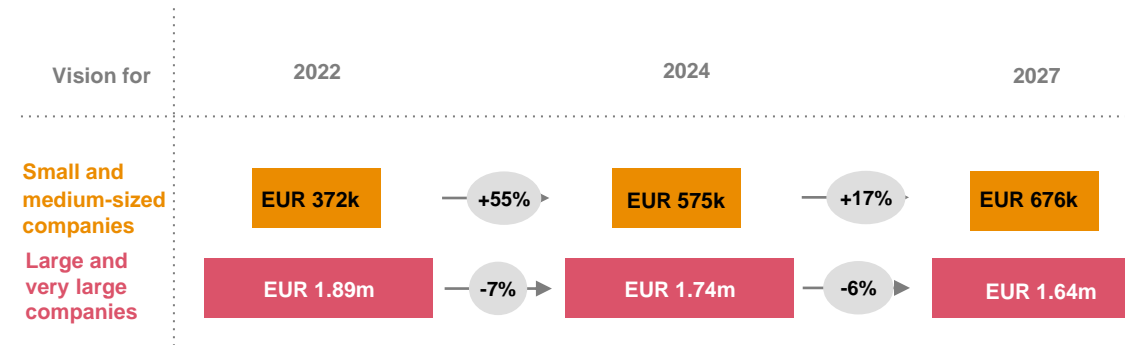 Vision for 2022 2024 2027
Small and
medium-sized
companies
EUR 372k +55% EUR 575k +17% EUR 676k
Large and
very large
companies
EUR 1.89m -7% EUR 1.74m -6% EUR 1.64m